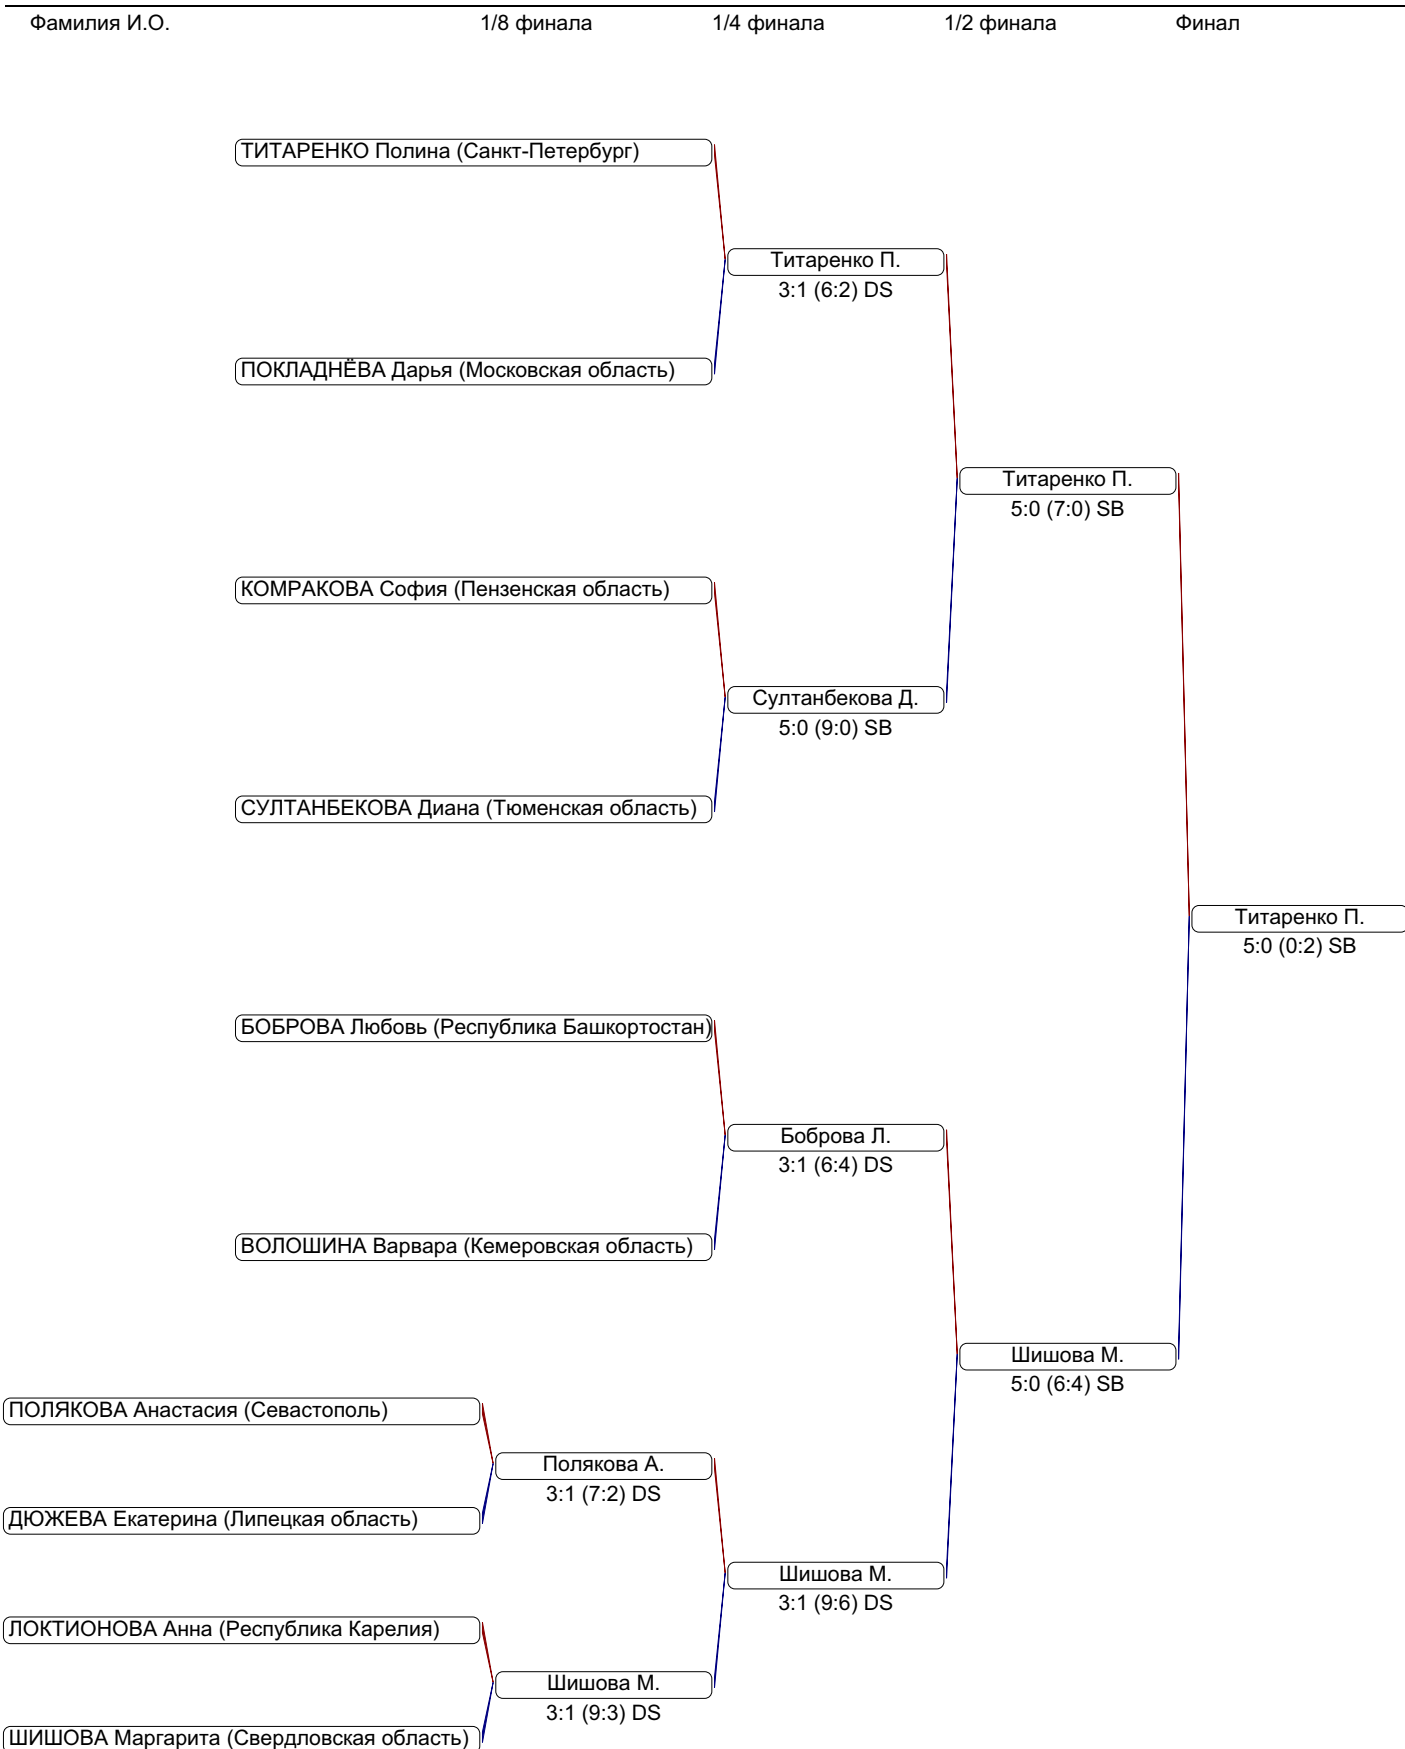 Фамилия И.О. 1/8 финала 1/4 финала 1/2 финала Финал
ТИТАРЕНКО Полина (Санкт-Петербург)
Титаренко П.
3:1 (6:2) DS
ПОКЛАДНЁВА Дарья (Московская область)
Титаренко П.
5:0 (7:0) SB
КОМРАКОВА София (Пензенская область)
Султанбекова Д.
5:0 (9:0) SB
СУЛТАНБЕКОВА Диана (Тюменская область)
Титаренко П.
5:0 (0:2) SB
БОБРОВА Любовь (Республика Башкортостан)
Боброва Л.
3:1 (6:4) DS
ВОЛОШИНА Варвара (Кемеровская область)
Шишова М.
5:0 (6:4) SB
ПОЛЯКОВА Анастасия (Севастополь)
Полякова А.
3:1 (7:2) DS
ДЮЖЕВА Екатерина (Липецкая область)
Шишова М.
3:1 (9:6) DS
ЛОКТИОНОВА Анна (Республика Карелия)
Шишова М.
3:1 (9:3) DS
ШИШОВА Маргарита (Свердловская область)